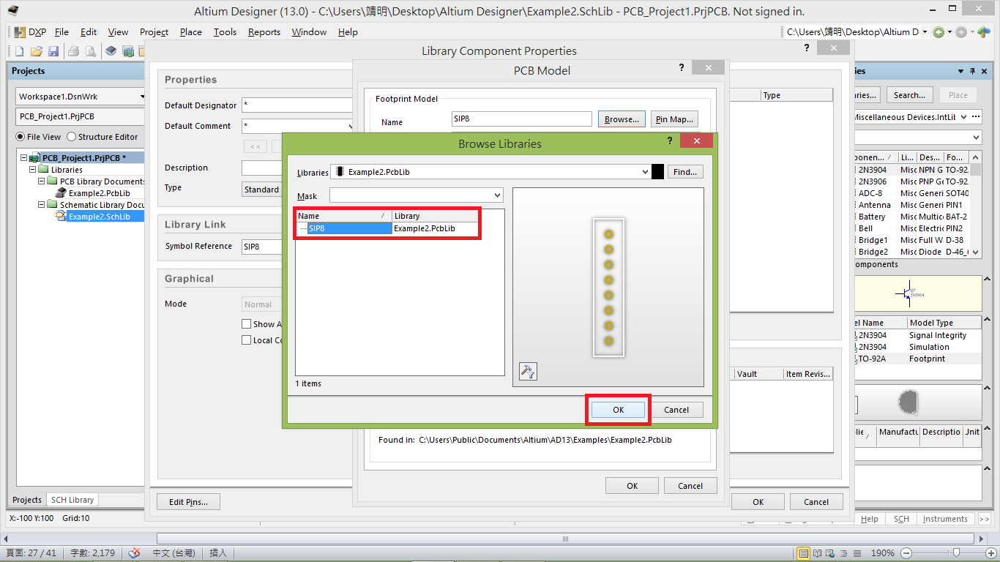 Altium Designer (13.0) - C:\Users\靖明\Desktop\Altium Designer\Example2.SchLib - PCB_Project1.PrjPCB. Not signed in.
DXP File Edit View Project Place Tools Reports Window Help
C:\Users\靖明\Desktop\Altium D
Library Component Properties
?
PCB Model
?
Projects
Workspace1.DsnWrk
PCB_Project1.PrjPCB
File View Structure Editor
PCB_Project1.PrjPCB *
Libraries
PCB Library Documents
Example2.PcbLib
Schematic Library Docu
Example2.SchLib
Projects SCH Library
X:-100 Y:100 Grid:10
Properties
Default Designator *
Default Comment *
<<
Description
Type Standard
Library Link
Symbol Reference SIP8
Graphical
Mode Normal
Show A
Local Co
Edit Pins...
Footprint Model
Name SIP8 Browse... Pin Map...
Browse Libraries
?
Libraries Example2.PcbLib Find...
Mask
Name Library
SIP8 Example2.PcbLib
1 items
OK Cancel
Found in: C:\Users\Public\Documents\Altium\AD13\Examples\Example2.PcbLib
OK Cancel
Type
Vault Item Revis...
OK Cancel
ies
aries... Search... Place
Miscellaneous Devices.IntLib ...
ponen... Li... Des... Fo...
2N3904 Misc NPN G TO-92
2N3906 Misc PNP G TO-92
ADC-8 Misc Generi SOT40
Antenna Misc Generi PIN1
Battery Misc Multic BAT-2
Bell Misc Electri PIN2
Bridge1 Misc Full W D-38
Bridge2 Misc Diode D-46_6
omponents
Q?
2N3904
el Name Model Type
2N3904 Signal Integrity
2N3904 Simulation
TO-92A Footprint
lie Manufactu Descriptio Jnit
Help SCH Instruments >>
頁面: 27 / 41 字數: 2,179 中文 (台灣) 插入 190%